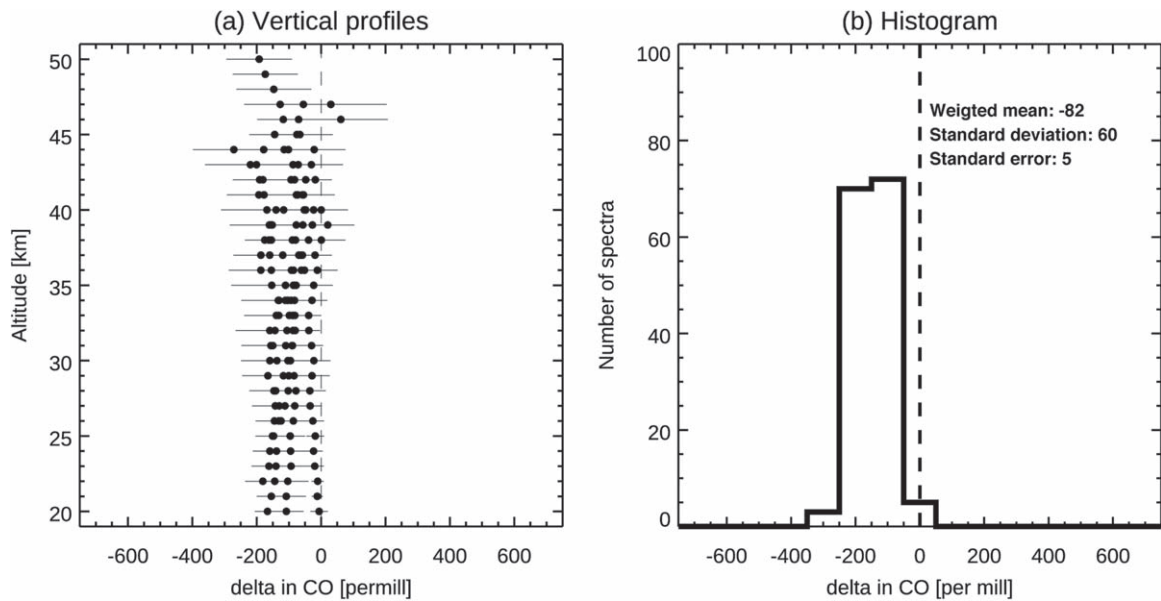 (a) Vertical profiles
50
45
40
35
30
25
20
Altitude [km]
-600 -400 -200 0 200 400 600
delta in CO [permill]
(b) Histogram
100
80
60
40
20
0
Number of spectra
Weigted mean: -82
Standard deviation: 60
Standard error: 5
-600 -400 -200 0 200 400 600
delta in CO [per mill]